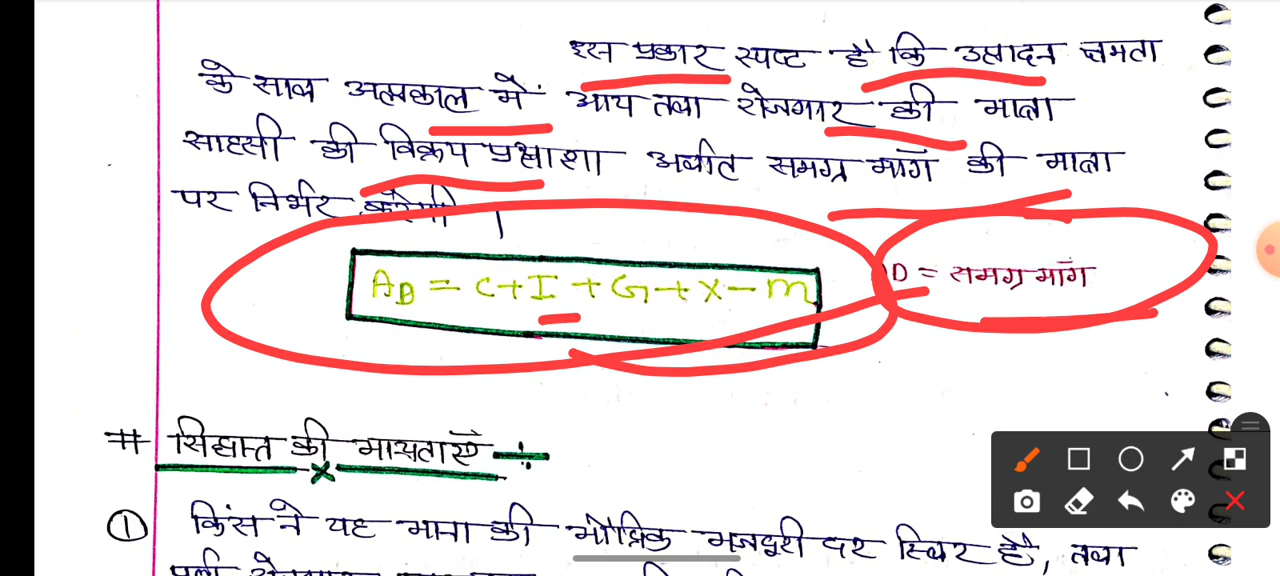 इस प्रकार स्पष्ट है कि उत्पादन क्षमता
के साथ अल्पकाल में आय तथा रोजगार की मात्रा
साहसी की विक्रय प्रत्याशा अर्थात समग्र माँग की मात्रा
पर निर्भर करेगी ।
AD = C+I+G+X-m
D = समग्र माँग
# सिद्धान्त की मान्यताएँ ÷
① किंस ने यह माना की मौद्रिक मजदूरी दर स्थिर है, तथा